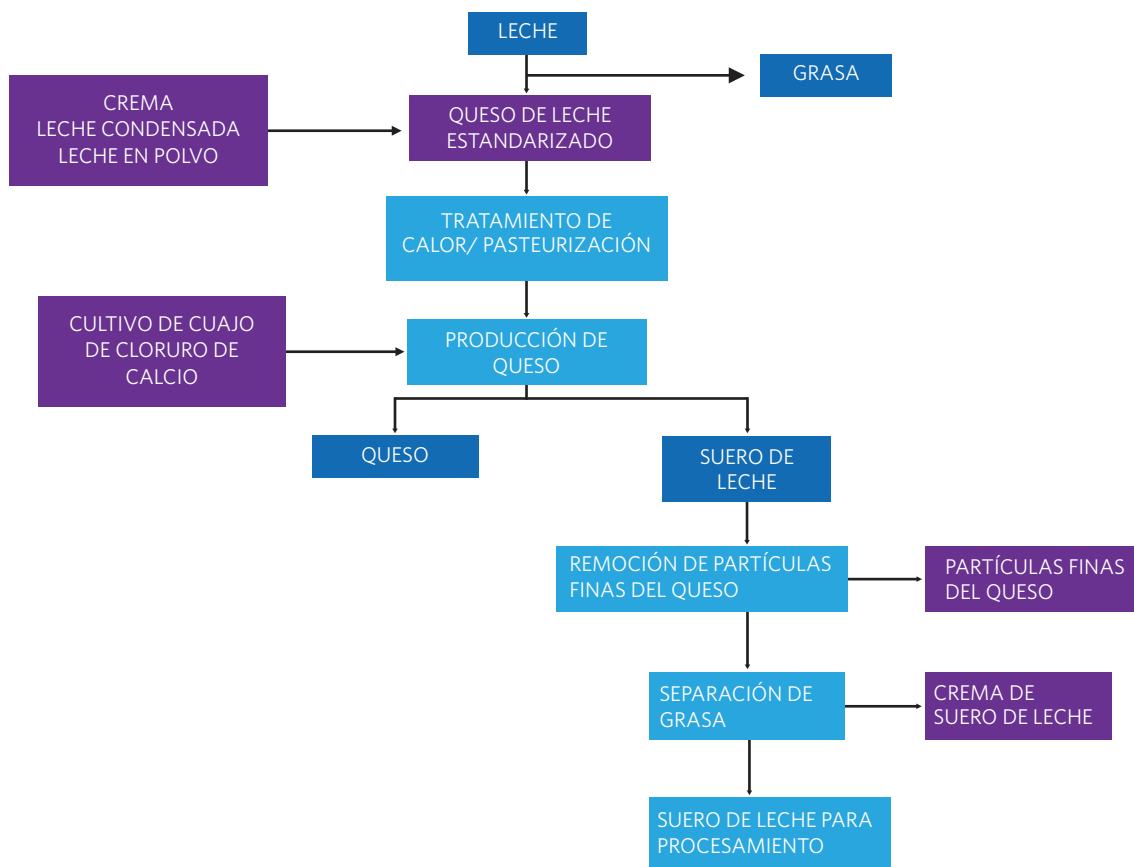 LECHE
GRASA
CREMA
LECHE CONDENSADA
LECHE EN POLVO
QUESO DE LECHE
ESTANDARIZADO
TRATAMIENTO DE
CALOR/ PASTEURIZACIÓN
CULTIVO DE CUAJO
DE CLORURO DE
CALCIO
PRODUCCIÓN DE
QUESO
QUESO
SUERO DE
LECHE
REMOCIÓN DE PARTÍCULAS
FINAS DEL QUESO
PARTÍCULAS FINAS
DEL QUESO
SEPARACIÓN DE
GRASA
CREMA DE
SUERO DE LECHE
SUERO DE LECHE PARA
PROCESAMIENTO